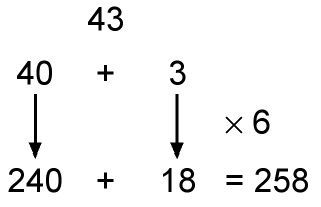 43
40 + 3
× 6
240 + 18 = 258